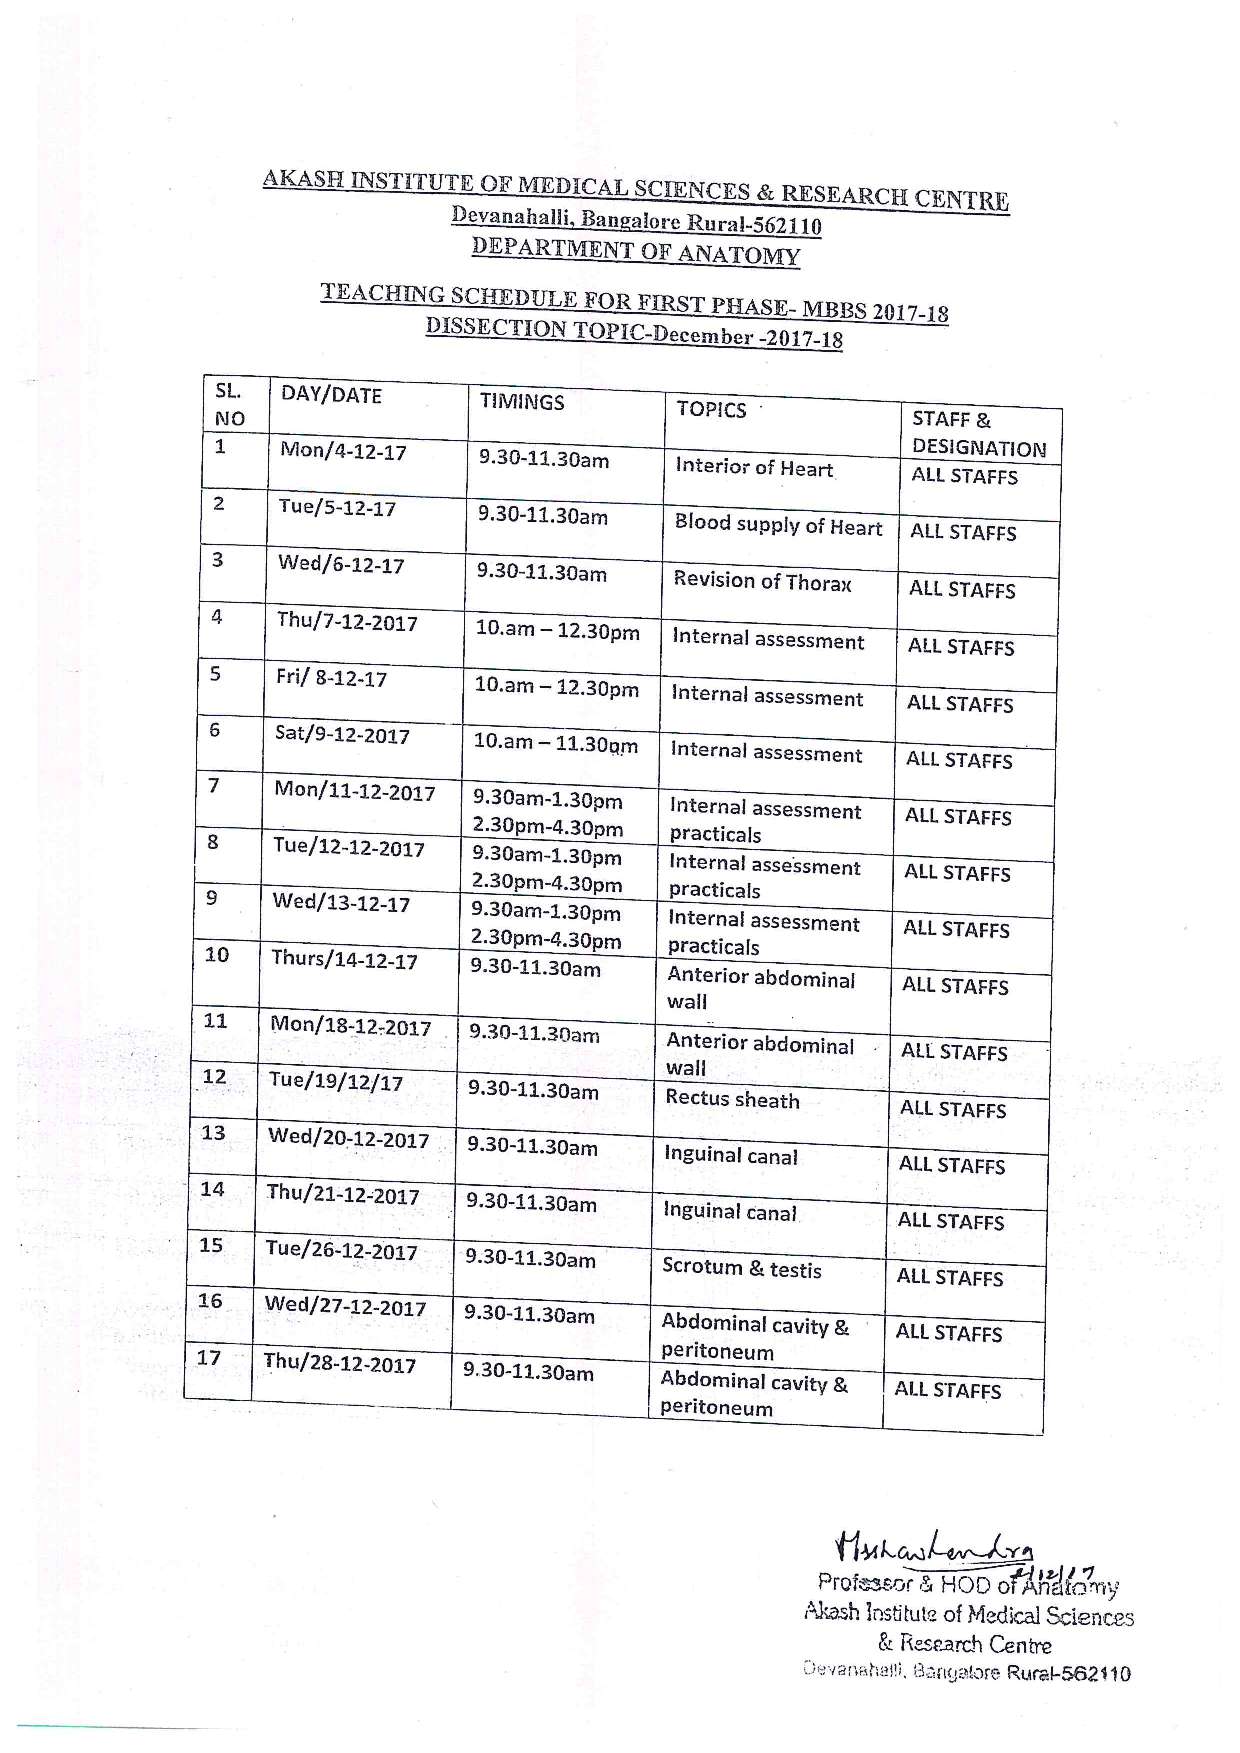 AKASH INSTITUTE OF MEDICAL SCIENCES & RESEARCH CENTRE
Devanahalli, Bangalore Rural-562110
DEPARTMENT OF ANATOMY
TEACHING SCHEDULE FOR FIRST PHASE- MBBS 2017-18
DISSECTION TOPIC-December -2017-18
SL. NO DAY/DATE TIMINGS TOPICS STAFF & DESIGNATION
1 Mon/4-12-17 9.30-11.30am Interior of Heart ALL STAFFS
2 Tue/5-12-17 9.30-11.30am Blood supply of Heart ALL STAFFS
3 Wed/6-12-17 9.30-11.30am Revision of Thorax ALL STAFFS
4 Thu/7-12-2017 10.am – 12.30pm Internal assessment ALL STAFFS
5 Fri/ 8-12-17 10.am – 12.30pm Internal assessment ALL STAFFS
6 Sat/9-12-2017 10.am – 11.30am Internal assessment ALL STAFFS
7 Mon/11-12-2017 9.30am-1.30pm Internal assessment ALL STAFFS
2.30pm-4.30pm practicals
8 Tue/12-12-2017 9.30am-1.30pm Internal assessment ALL STAFFS
2.30pm-4.30pm practicals
9 Wed/13-12-17 9.30am-1.30pm Internal assessment ALL STAFFS
2.30pm-4.30pm practicals
10 Thurs/14-12-17 9.30-11.30am Anterior abdominal ALL STAFFS
wall
11 Mon/18-12-2017 9.30-11.30am Anterior abdominal ALL STAFFS
wall
12 Tue/19/12/17 9.30-11.30am Rectus sheath ALL STAFFS
13 Wed/20-12-2017 9.30-11.30am Inguinal canal ALL STAFFS
14 Thu/21-12-2017 9.30-11.30am Inguinal canal ALL STAFFS
15 Tue/26-12-2017 9.30-11.30am Scrotum & testis ALL STAFFS
16 Wed/27-12-2017 9.30-11.30am Abdominal cavity & ALL STAFFS
peritoneum
17 Thu/28-12-2017 9.30-11.30am Abdominal cavity & ALL STAFFS
peritoneum
Professor & HOD of Anatomy
Akash Institute of Medical Sciences
& Research Centre
Devanahalli, Bangalore Rural-562110